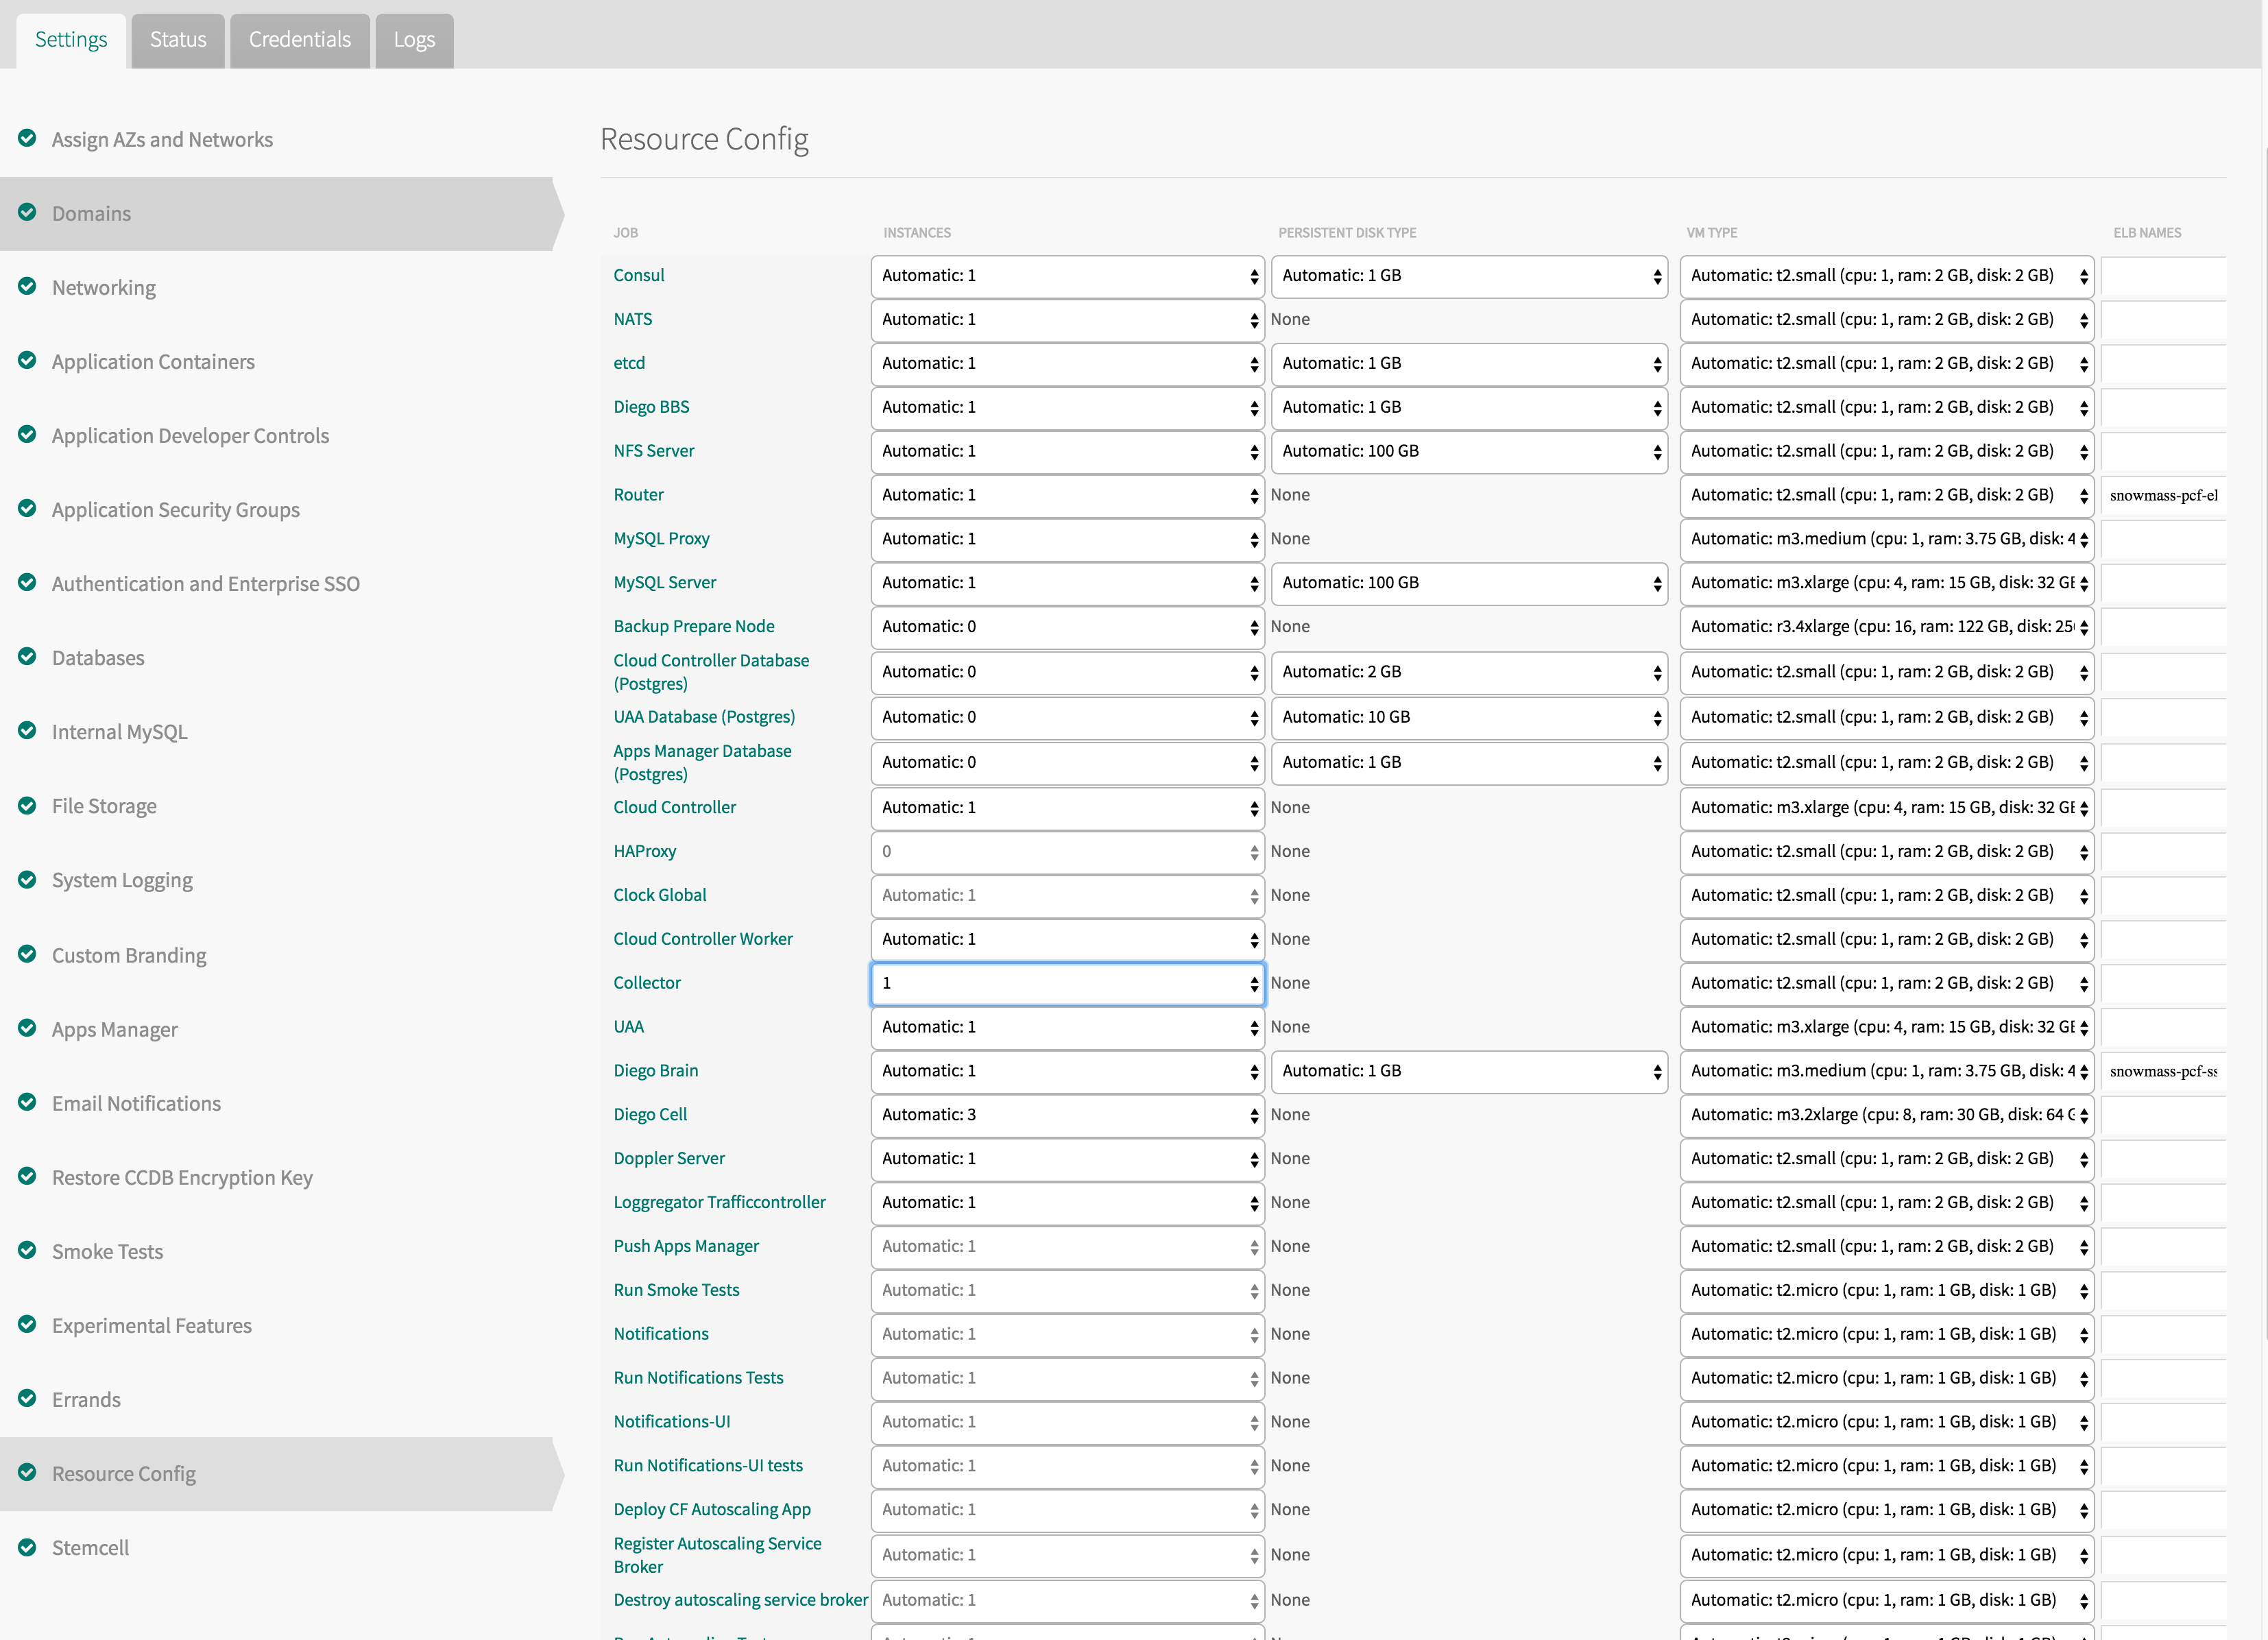 Settings Status Credentials Logs
Assign AZs and Networks
Domains
Networking
Application Containers
Application Developer Controls
Application Security Groups
Authentication and Enterprise SSO
Databases
Internal MySQL
File Storage
System Logging
Custom Branding
Apps Manager
Email Notifications
Restore CCDB Encryption Key
Smoke Tests
Experimental Features
Errands
Resource Config
Stemcell
Resource Config
JOB INSTANCES PERSISTENT DISK TYPE VM TYPE ELB NAMES
Consul Automatic: 1 Automatic: 1 GB Automatic: t2.small (cpu: 1, ram: 2 GB, disk: 2 GB)
NATS Automatic: 1 None Automatic: t2.small (cpu: 1, ram: 2 GB, disk: 2 GB)
etcd Automatic: 1 Automatic: 1 GB Automatic: t2.small (cpu: 1, ram: 2 GB, disk: 2 GB)
Diego BBS Automatic: 1 Automatic: 1 GB Automatic: t2.small (cpu: 1, ram: 2 GB, disk: 2 GB)
NFS Server Automatic: 1 Automatic: 100 GB Automatic: t2.small (cpu: 1, ram: 2 GB, disk: 2 GB)
Router Automatic: 1 None Automatic: t2.small (cpu: 1, ram: 2 GB, disk: 2 GB) snowmass-pcf-el
MySQL Proxy Automatic: 1 None Automatic: m3.medium (cpu: 1, ram: 3.75 GB, disk: 4
MySQL Server Automatic: 1 Automatic: 100 GB Automatic: m3.xlarge (cpu: 4, ram: 15 GB, disk: 32 GB
Backup Prepare Node Automatic: 0 None Automatic: r3.4xlarge (cpu: 16, ram: 122 GB, disk: 25
Cloud Controller Database
(Postgres) Automatic: 0 Automatic: 2 GB Automatic: t2.small (cpu: 1, ram: 2 GB, disk: 2 GB)
UAA Database (Postgres) Automatic: 0 Automatic: 10 GB Automatic: t2.small (cpu: 1, ram: 2 GB, disk: 2 GB)
Apps Manager Database
(Postgres) Automatic: 0 Automatic: 1 GB Automatic: t2.small (cpu: 1, ram: 2 GB, disk: 2 GB)
Cloud Controller Automatic: 1 None Automatic: m3.xlarge (cpu: 4, ram: 15 GB, disk: 32 GB
HAProxy 0 None Automatic: t2.small (cpu: 1, ram: 2 GB, disk: 2 GB)
Clock Global Automatic: 1 None Automatic: t2.small (cpu: 1, ram: 2 GB, disk: 2 GB)
Cloud Controller Worker Automatic: 1 None Automatic: t2.small (cpu: 1, ram: 2 GB, disk: 2 GB)
Collector 1 None Automatic: t2.small (cpu: 1, ram: 2 GB, disk: 2 GB)
UAA Automatic: 1 None Automatic: m3.xlarge (cpu: 4, ram: 15 GB, disk: 32 GB
Diego Brain Automatic: 1 Automatic: 1 GB Automatic: m3.medium (cpu: 1, ram: 3.75 GB, disk: 4 snowmass-pcf-ss
Diego Cell Automatic: 3 None Automatic: m3.2xlarge (cpu: 8, ram: 30 GB, disk: 64 G
Doppler Server Automatic: 1 None Automatic: t2.small (cpu: 1, ram: 2 GB, disk: 2 GB)
Loggregator Trafficcontroller Automatic: 1 None Automatic: t2.small (cpu: 1, ram: 2 GB, disk: 2 GB)
Push Apps Manager Automatic: 1 None Automatic: t2.small (cpu: 1, ram: 2 GB, disk: 2 GB)
Run Smoke Tests Automatic: 1 None Automatic: t2.micro (cpu: 1, ram: 1 GB, disk: 1 GB)
Notifications Automatic: 1 None Automatic: t2.micro (cpu: 1, ram: 1 GB, disk: 1 GB)
Run Notifications Tests Automatic: 1 None Automatic: t2.micro (cpu: 1, ram: 1 GB, disk: 1 GB)
Notifications-UI Automatic: 1 None Automatic: t2.micro (cpu: 1, ram: 1 GB, disk: 1 GB)
Run Notifications-UI tests Automatic: 1 None Automatic: t2.micro (cpu: 1, ram: 1 GB, disk: 1 GB)
Deploy CF Autoscaling App Automatic: 1 None Automatic: t2.micro (cpu: 1, ram: 1 GB, disk: 1 GB)
Register Autoscaling Service
Broker Automatic: 1 None Automatic: t2.micro (cpu: 1, ram: 1 GB, disk: 1 GB)
Destroy autoscaling service broker Automatic: 1 None Automatic: t2.micro (cpu: 1, ram: 1 GB, disk: 1 GB)